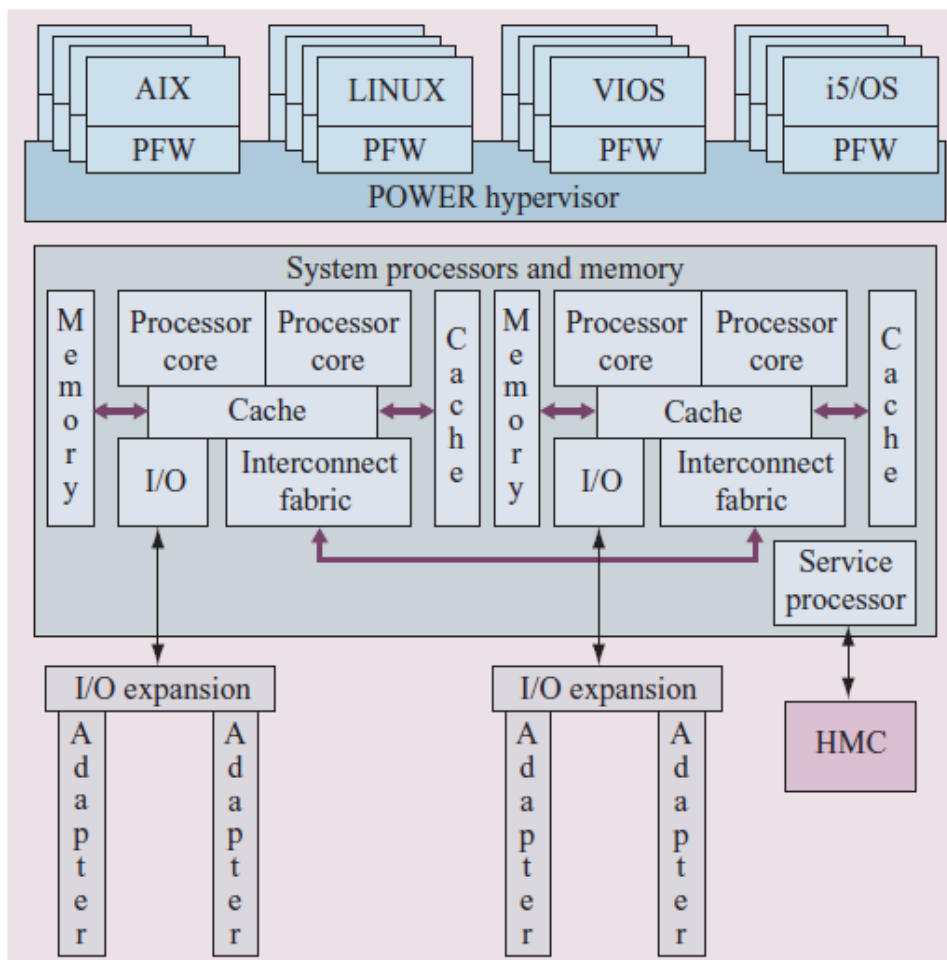 AIX
PFW
LINUX
PFW
VIOS
PFW
i5/OS
PFW
POWER hypervisor
System processors and memory
Memory
Processor
core
Processor
core
Cache
Cache
I/O
Interconnect
fabric
Memory
Processor
core
Processor
core
Cache
Cache
I/O
Interconnect
fabric
Service
processor
I/O expansion
Adapter
Adapter
I/O expansion
Adapter
Adapter
HMC